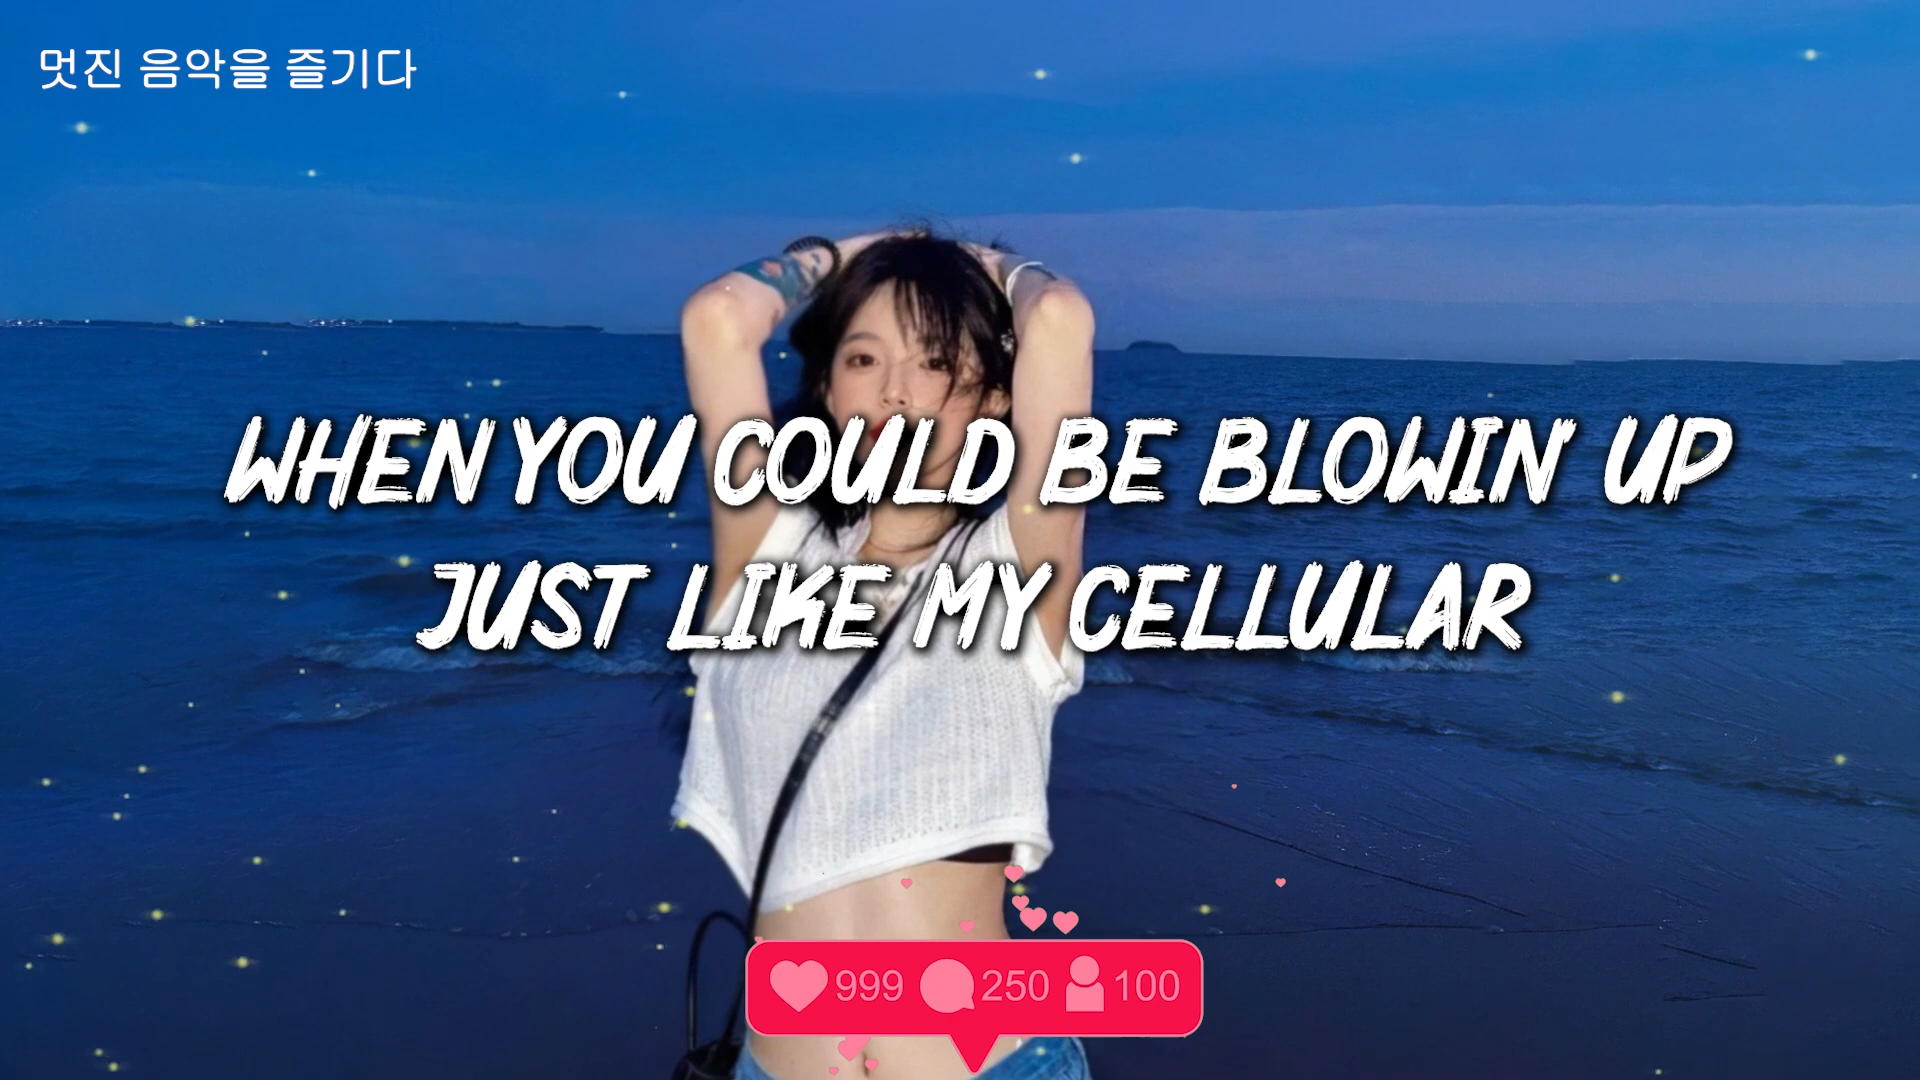 멋진 음악을 즐기다
WHEN YOU COULD BE BLOWIN' UP
JUST LIKE MY CELLULAR
999 250 100